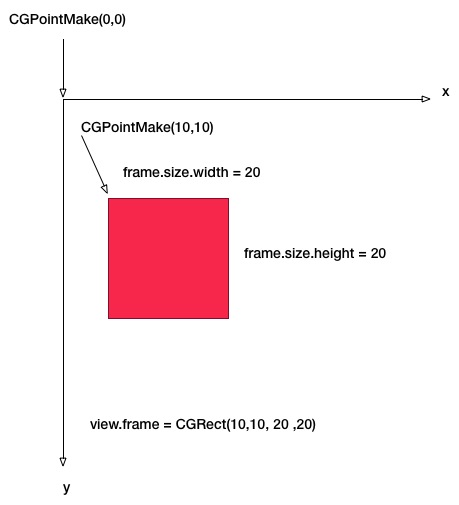 CGPointMake(0,0)
x
CGPointMake(10,10)
frame.size.width = 20
frame.size.height = 20
view.frame = CGRect(10,10, 20 ,20)
y